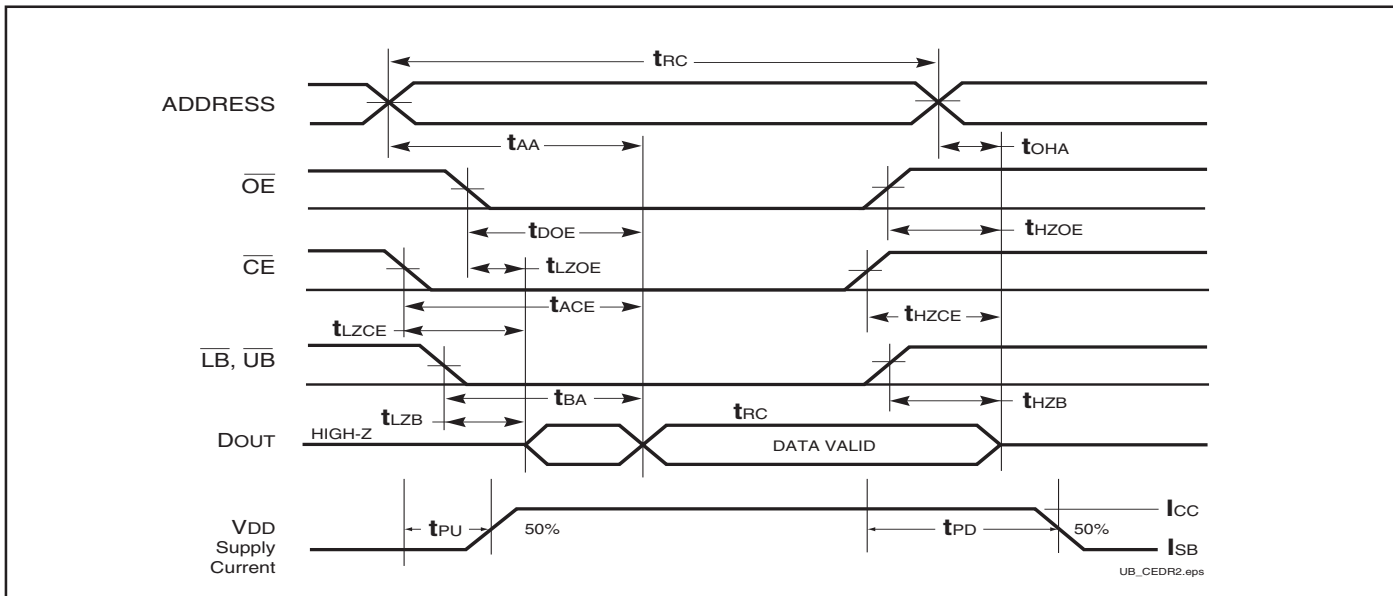 tRC
ADDRESS
tAA
tOHA
OE
tDOE
tHZOE
CE
tLZOE
tACE
tHZCE
tLZCE
LB, UB
tBA
tHZB
tLZB
tRC
DOUT
HIGH-Z
DATA VALID
ICC
VDD
Supply
Current
tPU
50%
tPD
50%
ISB
UB_CEDR2.eps